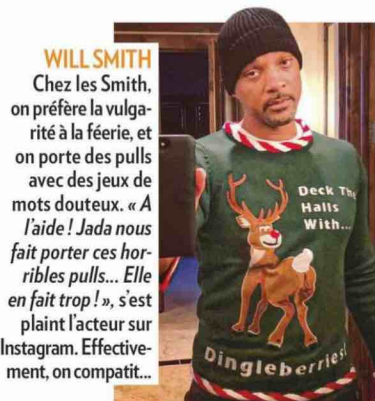 WILL SMITH
Chez les Smith,
on préfère la vulga-
rité à la féerie, et
on porte des pulls
avec des jeux de
mots douteux. « A
l’aide ! Jada nous
fait porter ces hor-
ribles pulls... Elle
en fait trop ! », s’est
plaint l’acteur sur
Instagram. Effective-
ment, on compatit...
Deck The
Halls
With...
Dingleberries!